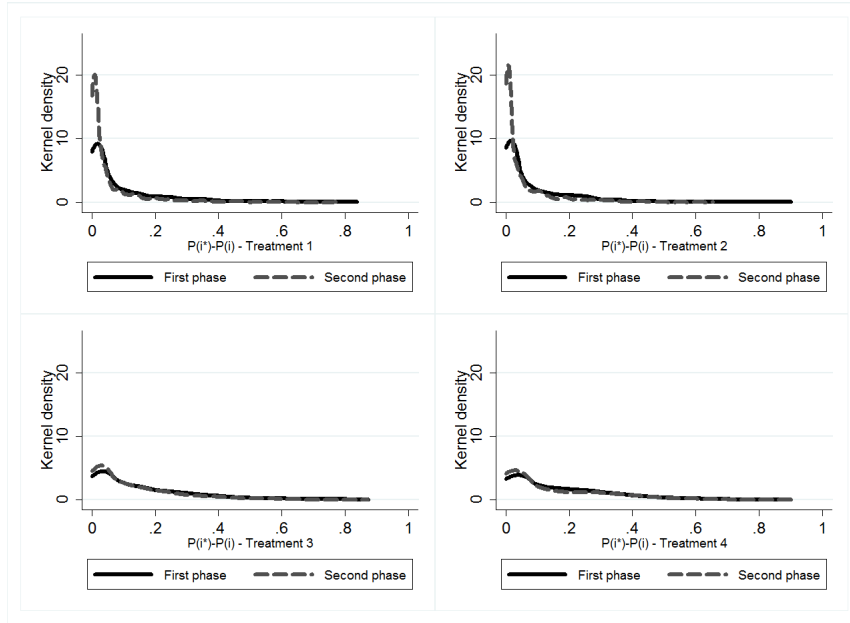 Kernel density
20
10
0
0 .2 .4 .6 .8 1
P(i*)-P(i) - Treatment 1
First phase Second phase
Kernel density
20
10
0
0 .2 .4 .6 .8 1
P(i*)-P(i) - Treatment 2
First phase Second phase
Kernel density
20
10
0
0 .2 .4 .6 .8 1
P(i*)-P(i) - Treatment 3
First phase Second phase
Kernel density
20
10
0
0 .2 .4 .6 .8 1
P(i*)-P(i) - Treatment 4
First phase Second phase